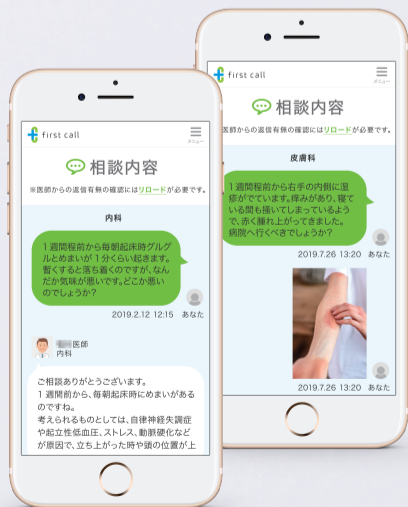 first call
メニュー
相談内容
※医師からの返信有無の確認にはリロードが必要です。
内科
1週間程前から毎朝起床時グルグ
ルとめまいが1分くらい起きます。
暫くすると落ち着くのですが、なん
だか気味が悪いです。どこか悪い
のでしょうか?
2019.2.12 12:15 あなた
医師
内科
ご相談ありがとうございます。
1週間前から、毎朝起床時にめまいがある
のですね。
考えられるものとしては、自律神経失調症
や起立性低血圧、ストレス、動脈硬化など
が原因で、立ち上がった時や頭の位置が上
first call
メニュー
相談内容
医師からの返信有無の確認にはリロードが必要です。
皮膚科
1週間程前から右手の内側に湿
疹がでています。痒みがあり、寝て
いる間も掻いてしまっているよう
で、赤く腫れ上がってきました。
病院へ行くべきでしょうか?
2019.7.26 13:20 あなた
2019.7.26 13:20 あなた